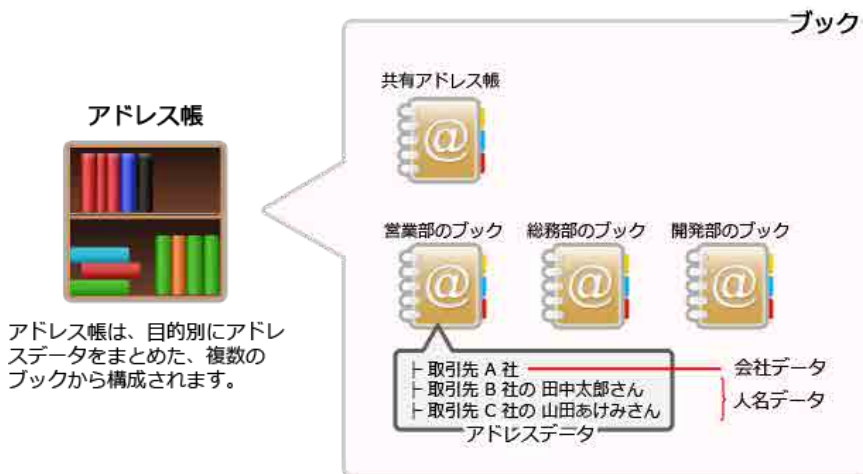 ブック
共有アドレス帳
アドレス帳
営業部のブック 総務部のブック 開発部のブック
アドレス帳は、目的別にアドレ
スデータをまとめた、複数の
ブックから構成されます。
├ 取引先 A 社
├ 取引先 B 社の 田中太郎さん
├ 取引先 C 社の 山田あけみさん
アドレスデータ
会社データ
人名データ